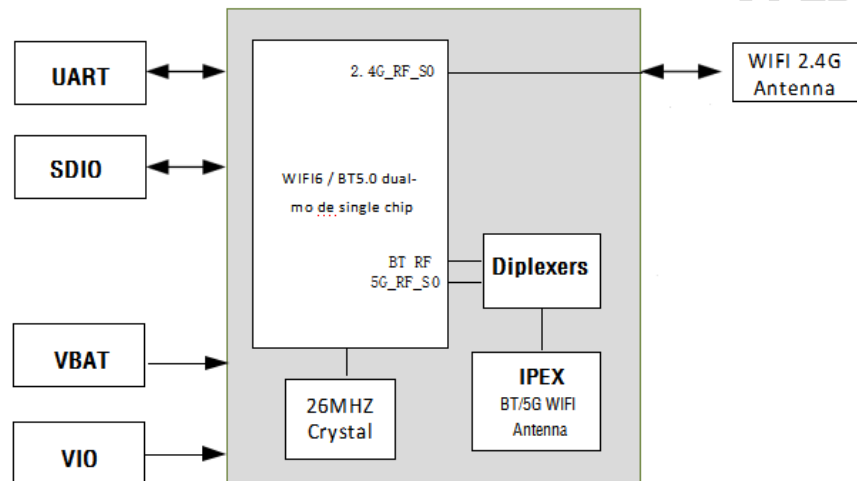 UART
SDIO
VBAT
VIO
2.4G_RF_S0
WIFI6 / BT5.0 dual-
mo de single chip
BT RF
5G_RF_S0
Diplexers
26MHZ
Crystal
IPEX
BT/5G WIFI
Antenna
WIFI 2.4G
Antenna